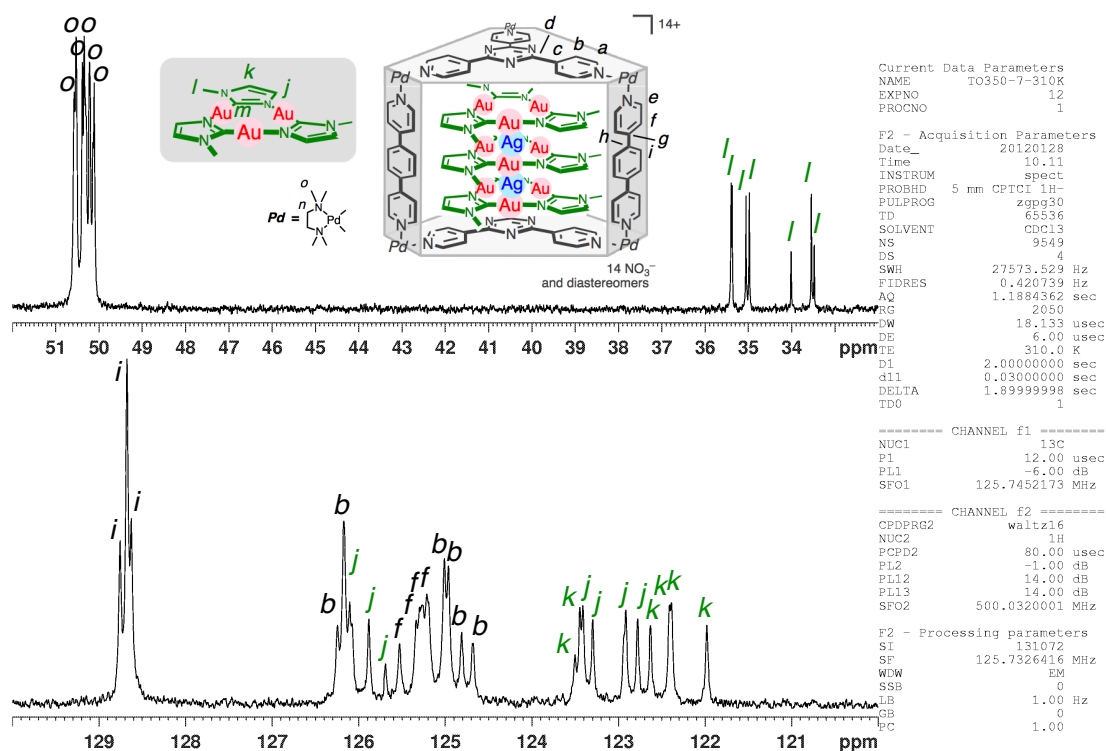 o o
o o
o o
l
k
j
N
N
Au
m
Au
N
N
Au
N
N
o
n
N
Pd
N
Pd =
14+
d
b
a
c
N
Pd
N
N
N
N
N
Pd
Pd
N
N
e
f
g
h
i
Au
Au
Au
Ag
Au
Au
Au
Ag
Au
Au
Au
N
N
Pd
Pd
N
N
N
N
N
14 NO3−
and diastereomers
l l l l l l l
51 50 49 48 47 46 45 44 43 42 41 40 39 38 37 36 35 34 ppm
i i i
b b j j j f f f f b b b b
k k j j j j k k k k
129 128 127 126 125 124 123 122 121 ppm
Current Data Parameters
NAME TO350-7-310K
EXPNO 12
PROCNO 1
F2 - Acquisition Parameters
Date_ 20120128
Time 10.11
INSTRUM spect
PROBHD 5 mm CPTCI 1H-
PULPROG zgpg30
TD 65536
SOLVENT CDCl3
NS 9549
DS 4
SWH 27573.529 Hz
FIDRES 0.420739 Hz
AQ 1.1884362 sec
RG 2050
DW 18.133 usec
DE 6.00 usec
TE 310.0 K
D1 2.00000000 sec
d11 0.03000000 sec
DELTA 1.89999998 sec
TD0 1
======== CHANNEL f1 ========
NUC1 13C
P1 12.00 usec
PL1 -6.00 dB
SFO1 125.7452173 MHz
======== CHANNEL f2 ========
CPDPRG2 waltz16
NUC2 1H
PCPD2 80.00 usec
PL2 -1.00 dB
PL12 14.00 dB
PL13 14.00 dB
SFO2 500.0320001 MHz
F2 - Processing parameters
SI 131072
SF 125.7326416 MHz
WDW EM
SSB 0
LB 1.00 Hz
GB 0
PC 1.00